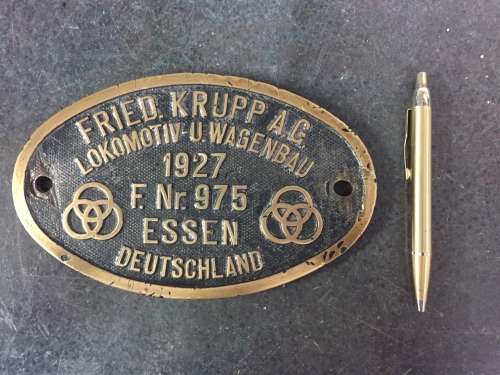 FRIED. KRUPP A.G.
LOKOMOTIV- U. WAGENBAU
1927
F. Nr. 975
ESSEN
DEUTSCHLAND